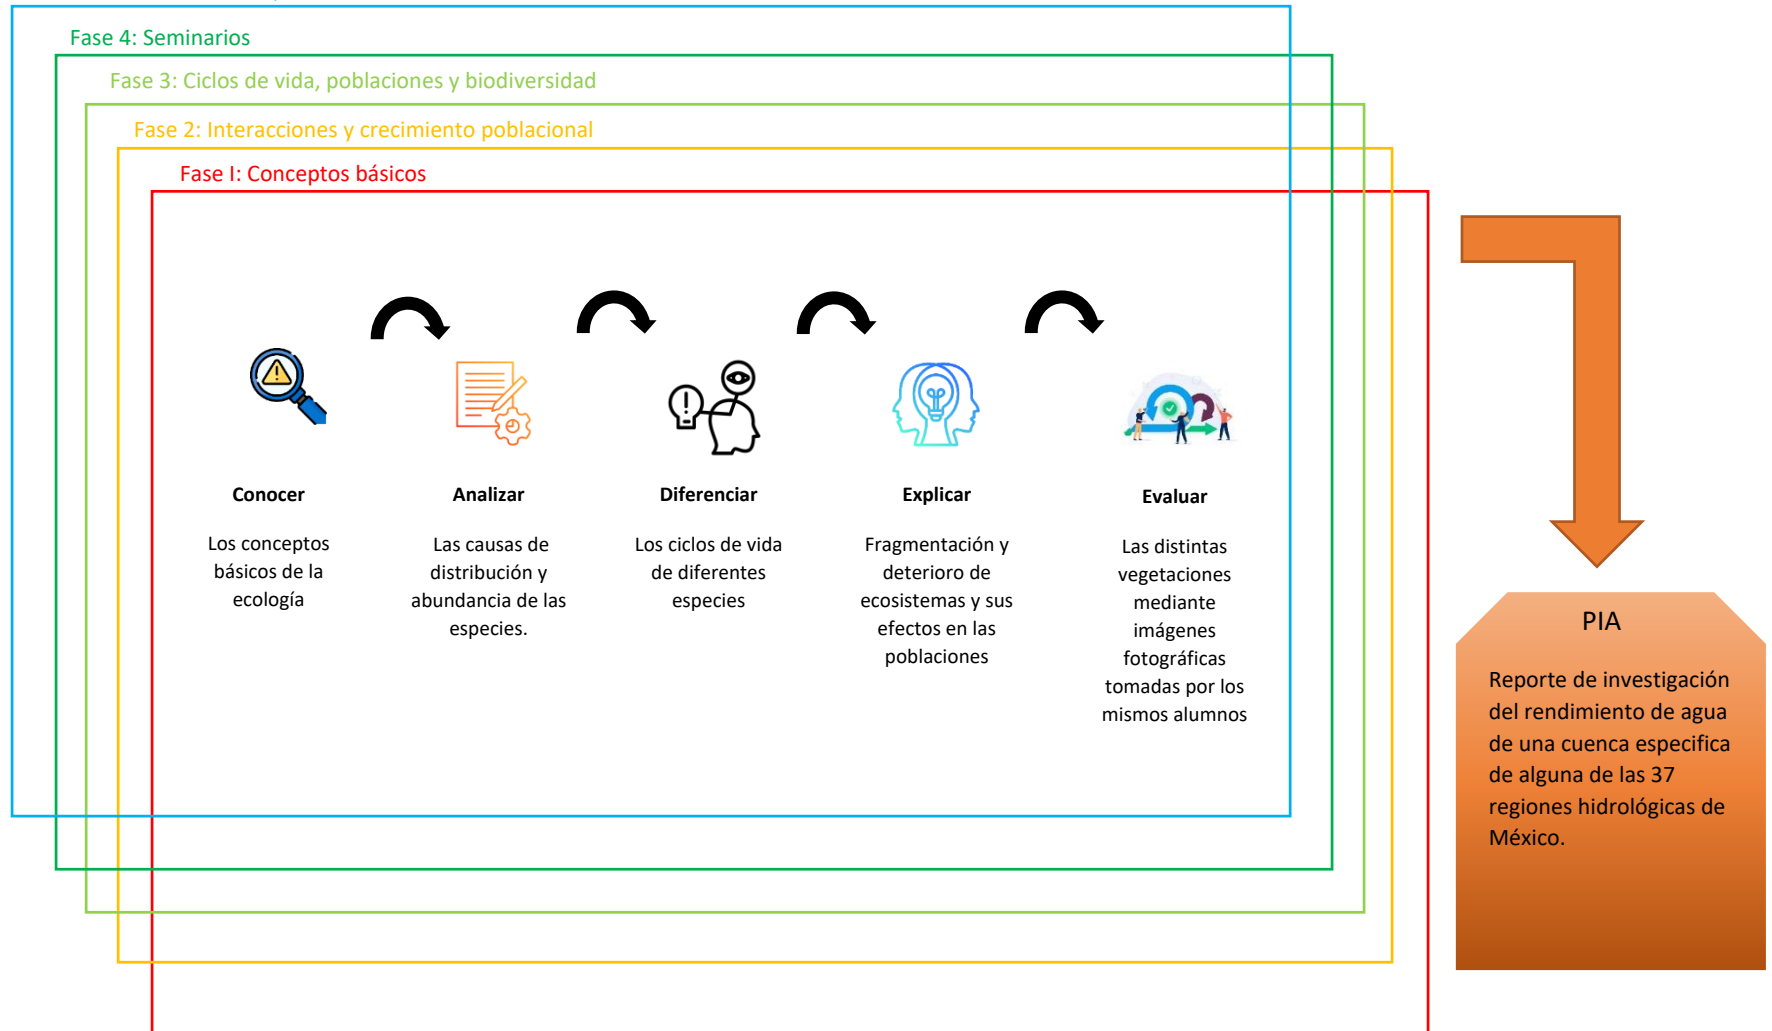 Fase 4: Seminarios
Fase 3: Ciclos de vida, poblaciones y biodiversidad
Fase 2: Interacciones y crecimiento poblacional
Fase I: Conceptos básicos
Conocer
Los conceptos
básicos de la
ecología
Analizar
Las causas de
distribución y
abundancia de las
especies.
Diferenciar
Los ciclos de vida
de diferentes
especies
Explicar
Fragmentación y
deterioro de
ecosistemas y sus
efectos en las
poblaciones
Evaluar
Las distintas
vegetaciones
mediante
imágenes
fotográficas
tomadas por los
mismos alumnos
PIA
Reporte de investigación
del rendimiento de agua
de una cuenca especifica
de alguna de las 37
regiones hidrológicas de
México.